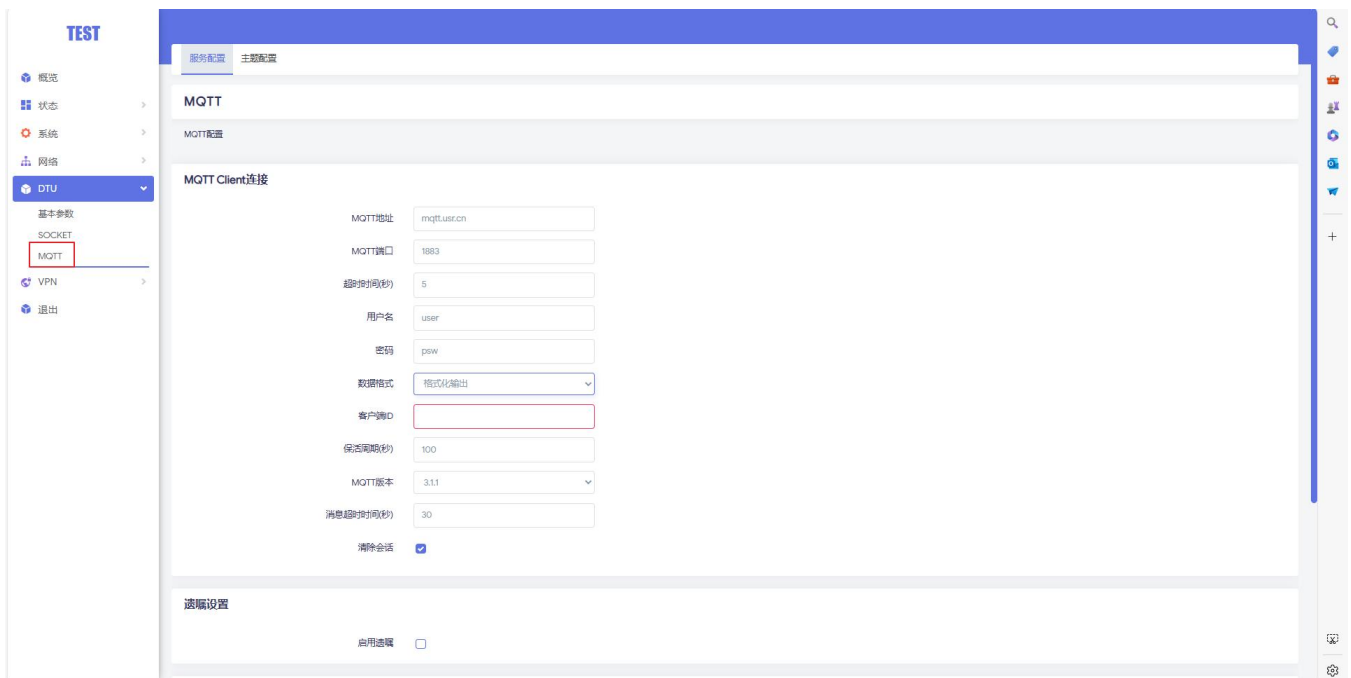 TEST
概览
状态
系统
网络
DTU
基本参数
SOCKET
MQTT
VPN
退出
服务配置 主题配置
MQTT
MQTT配置
MQTT Client连接
MQTT地址 mqtt.usr.cn
MQTT端口 1883
超时时间(秒) 5
用户名 user
密码 psw
数据格式 格式化输出
客户端ID
保活周期(秒) 100
MQTT版本 3.1.1
消息超时时间(秒) 30
清除会话
遗嘱设置
启用遗嘱